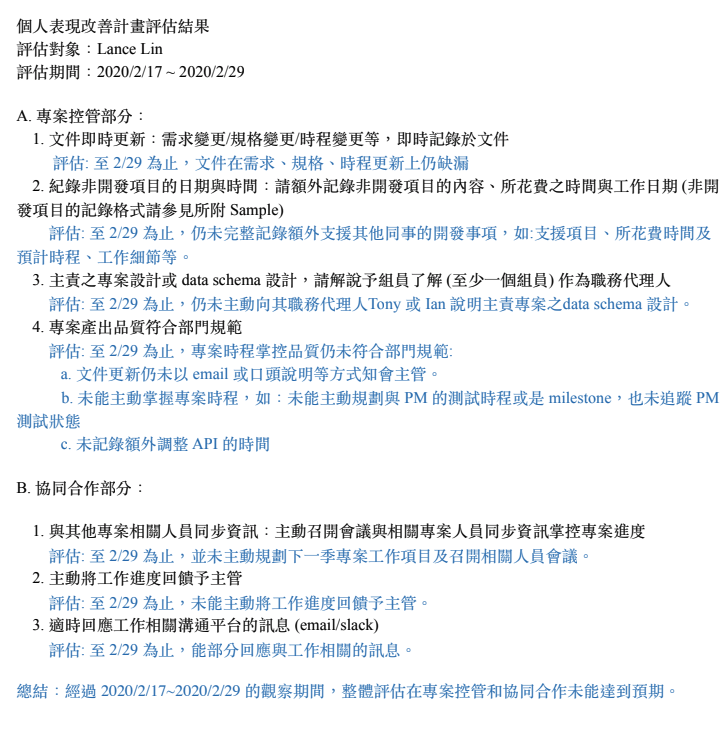 個人表現改善計畫評估結果
評估對象：Lance Lin
評估期間：2020/2/17 ~ 2020/2/29
A. 專案控管部分：
1. 文件即時更新：需求變更/規格變更/時程變更等，即時記錄於文件
評估: 至 2/29 為止，文件在需求、規格、時程更新上仍缺漏
2. 紀錄非開發項目的日期與時間：請額外記錄非開發項目的內容、所花費之時間與工作日期 (非開
發項目的記錄格式請參見所附 Sample)
評估: 至 2/29 為止，仍未完整記錄額外支援其他同事的開發事項，如:支援項目、所花費時間及
預計時程、工作細節等。
3. 主責之專案設計或 data schema 設計，請解說予組員了解 (至少一個組員) 作為職務代理人
評估: 至 2/29 為止，仍未主動向其職務代理人Tony 或 Ian 說明主責專案之data schema 設計。
4. 專案產出品質符合部門規範
評估: 至 2/29 為止，專案時程掌控品質仍未符合部門規範:
a. 文件更新仍未以 email 或口頭說明等方式知會主管。
b. 未能主動掌握專案時程，如：未能主動規劃與 PM 的測試時程或是 milestone，也未追蹤 PM
測試狀態
c. 未記錄額外調整 API 的時間
B. 協同合作部分：
1. 與其他專案相關人員同步資訊：主動召開會議與相關專案人員同步資訊掌控專案進度
評估: 至 2/29 為止，並未主動規劃下一季專案工作項目及召開相關人員會議。
2. 主動將工作進度回饋予主管
評估: 至 2/29 為止，未能主動將工作進度回饋予主管。
3. 適時回應工作相關溝通平台的訊息 (email/slack)
評估: 至 2/29 為止，能部分回應與工作相關的訊息。
總結：經過 2020/2/17~2020/2/29 的觀察期間，整體評估在專案控管和協同合作未能達到預期。